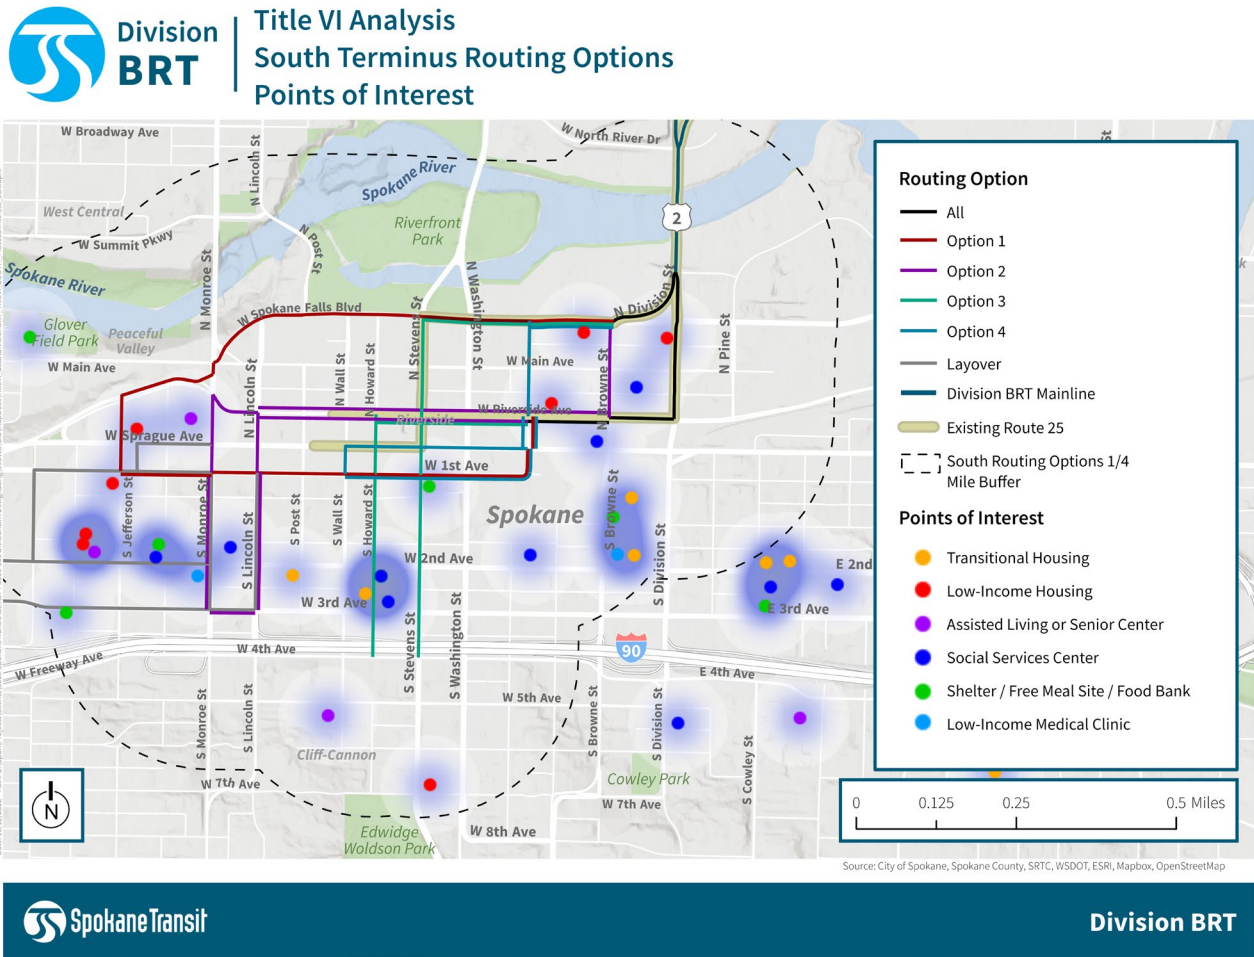 Division
BRT
Title VI Analysis
South Terminus Routing Options
Points of Interest
W Broadway Ave
W North River Dr
N Lincoln St
Spokane River
West Central
Riverfront
Park
2
W Summit Pkwy
N Post St
N Monroe St
Spokane River
N Washington St
N Division St
N Stevens St
W Spokane Falls Blvd
Glover
Field Park
Peaceful
Valley
N Pine St
W Main Ave
W Main Ave
N Lincoln St
N Wall St
N Howard St
N Browne St
W Riverside Ave
Riverside
W Sprague Ave
W 1st Ave
S Jefferson St
S Monroe St
S Lincoln St
S Post St
S Wall St
S Howard St
Spokane
S Browne St
S Division St
W 2nd Ave
E 2nd
W 3rd Ave
E 3rd Ave
S Stevens St
S Washington St
W 4th Ave
90
W Freeway Ave
E 4th Ave
W 5th Ave
S Monroe St
S Lincoln St
S Browne St
S Division St
S Cowley St
Cliff-Cannon
Cowley Park
W 7th Ave
W 7th Ave
Edwidge
Woldson Park
W 8th Ave
N
St
k
Routing Option
All
Option 1
Option 2
Option 3
Option 4
Layover
Division BRT Mainline
Existing Route 25
South Routing Options 1/4
Mile Buffer
Points of Interest
Transitional Housing
Low-Income Housing
Assisted Living or Senior Center
Social Services Center
Shelter / Free Meal Site / Food Bank
Low-Income Medical Clinic
0 0.125 0.25 0.5 Miles
Source: City of Spokane, Spokane County, SRTC, WSDOT, ESRI, Mapbox, OpenStreetMap
Spokane Transit
Division BRT